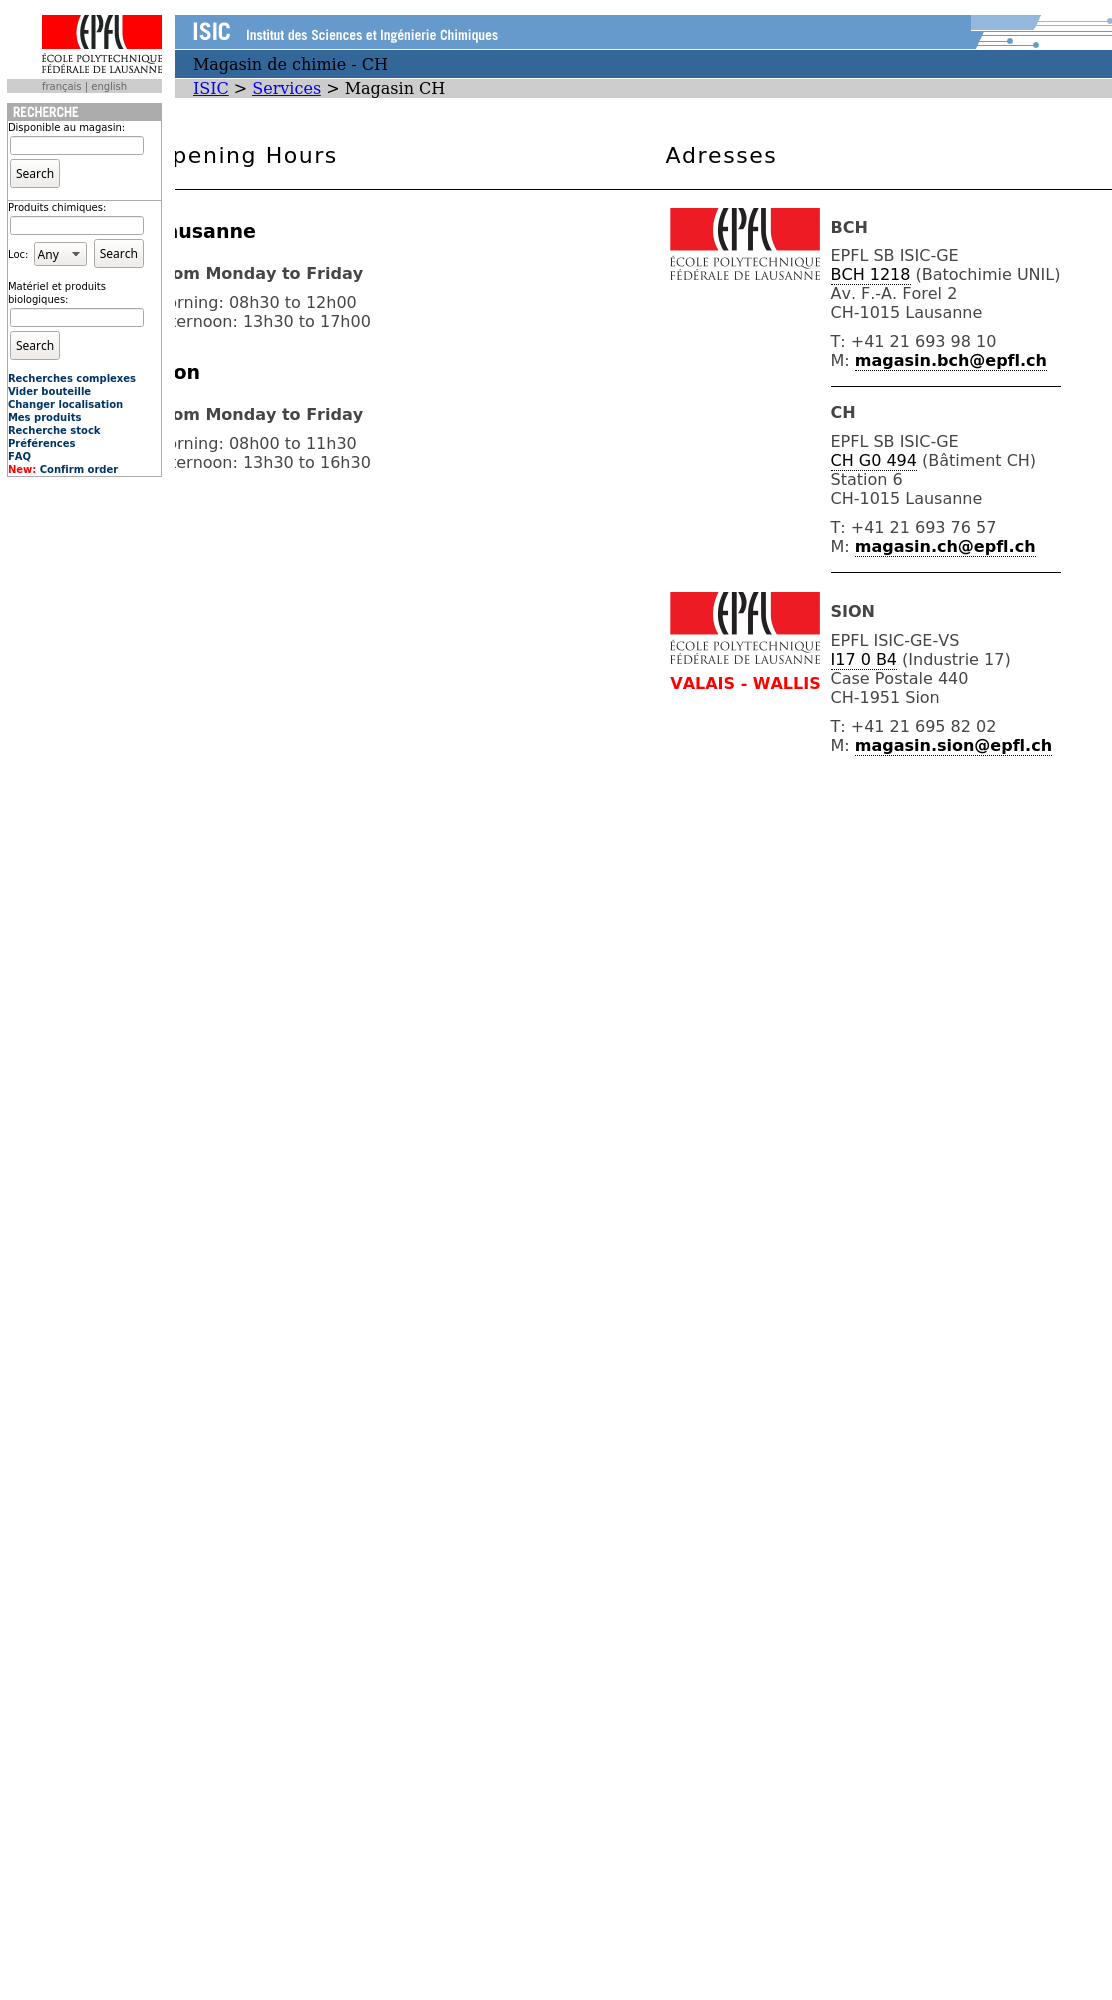 ÉCOLE POLYTECHNIQUE
FÉDÉRALE DE LAUSANNE
français | english
RECHERCHE
Disponible au magasin:
Search
Produits chimiques:
Loc: Any Search
Matériel et produits
biologiques:
Search
Recherches complexes
Vider bouteille
Changer localisation
Mes produits
Recherche stock
Préférences
FAQ
New: Confirm order
ISIC Institut des Sciences et Ingénierie Chimiques
Magasin de chimie - CH
ISIC > Services > Magasin CH
pening Hours
ausanne
om Monday to Friday
orning: 08h30 to 12h00
ternoon: 13h30 to 17h00
on
om Monday to Friday
orning: 08h00 to 11h30
ternoon: 13h30 to 16h30
Adresses
EPFL
ÉCOLE POLYTECHNIQUE
FÉDÉRALE DE LAUSANNE
BCH
EPFL SB ISIC-GE
BCH 1218 (Batochimie UNIL)
Av. F.-A. Forel 2
CH-1015 Lausanne
T: +41 21 693 98 10
M: magasin.bch@epfl.ch
CH
EPFL SB ISIC-GE
CH G0 494 (Bâtiment CH)
Station 6
CH-1015 Lausanne
T: +41 21 693 76 57
M: magasin.ch@epfl.ch
EPFL
ÉCOLE POLYTECHNIQUE
FÉDÉRALE DE LAUSANNE
VALAIS - WALLIS
SION
EPFL ISIC-GE-VS
I17 0 B4 (Industrie 17)
Case Postale 440
CH-1951 Sion
T: +41 21 695 82 02
M: magasin.sion@epfl.ch